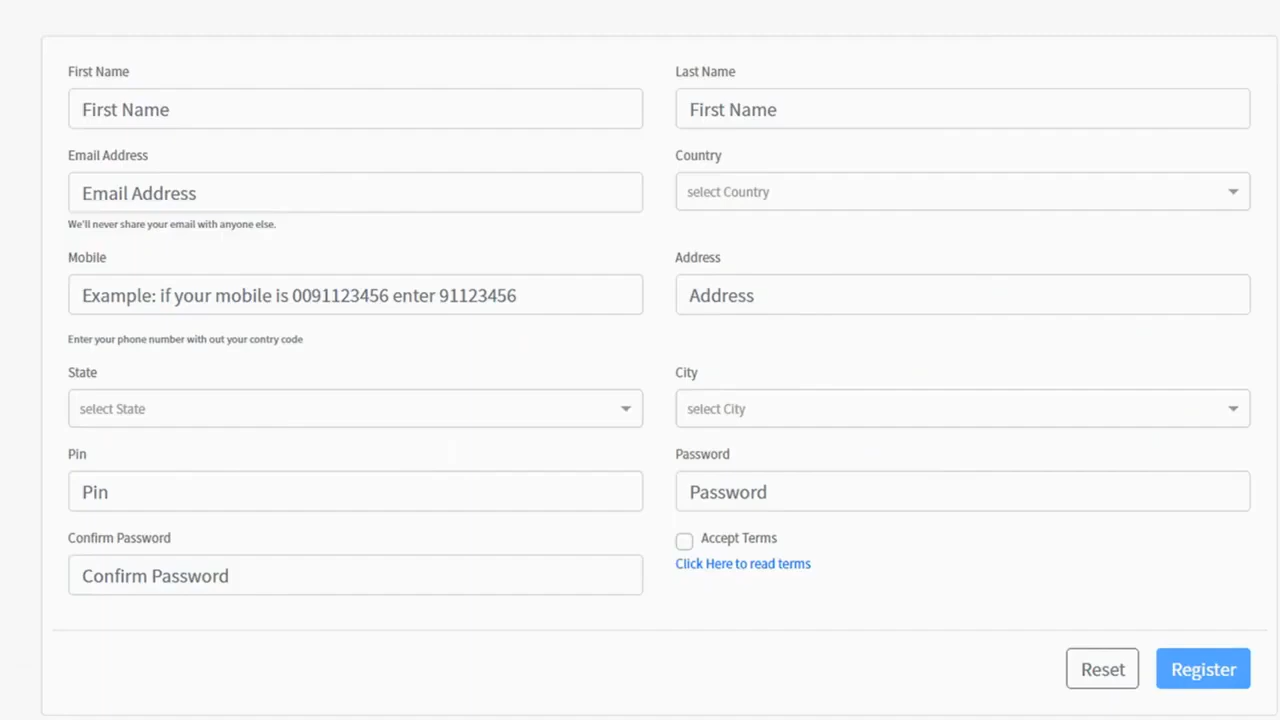 First Name
Last Name
First Name
First Name
Email Address
Country
Email Address
select Country
We'll never share your email with anyone else.
Mobile
Address
Example: if your mobile is 0091123456 enter 91123456
Address
Enter your phone number with out your contry code
State
City
select State
select City
Pin
Password
Pin
Password
Confirm Password
Accept Terms
Click Here to read terms
Confirm Password
Reset
Register